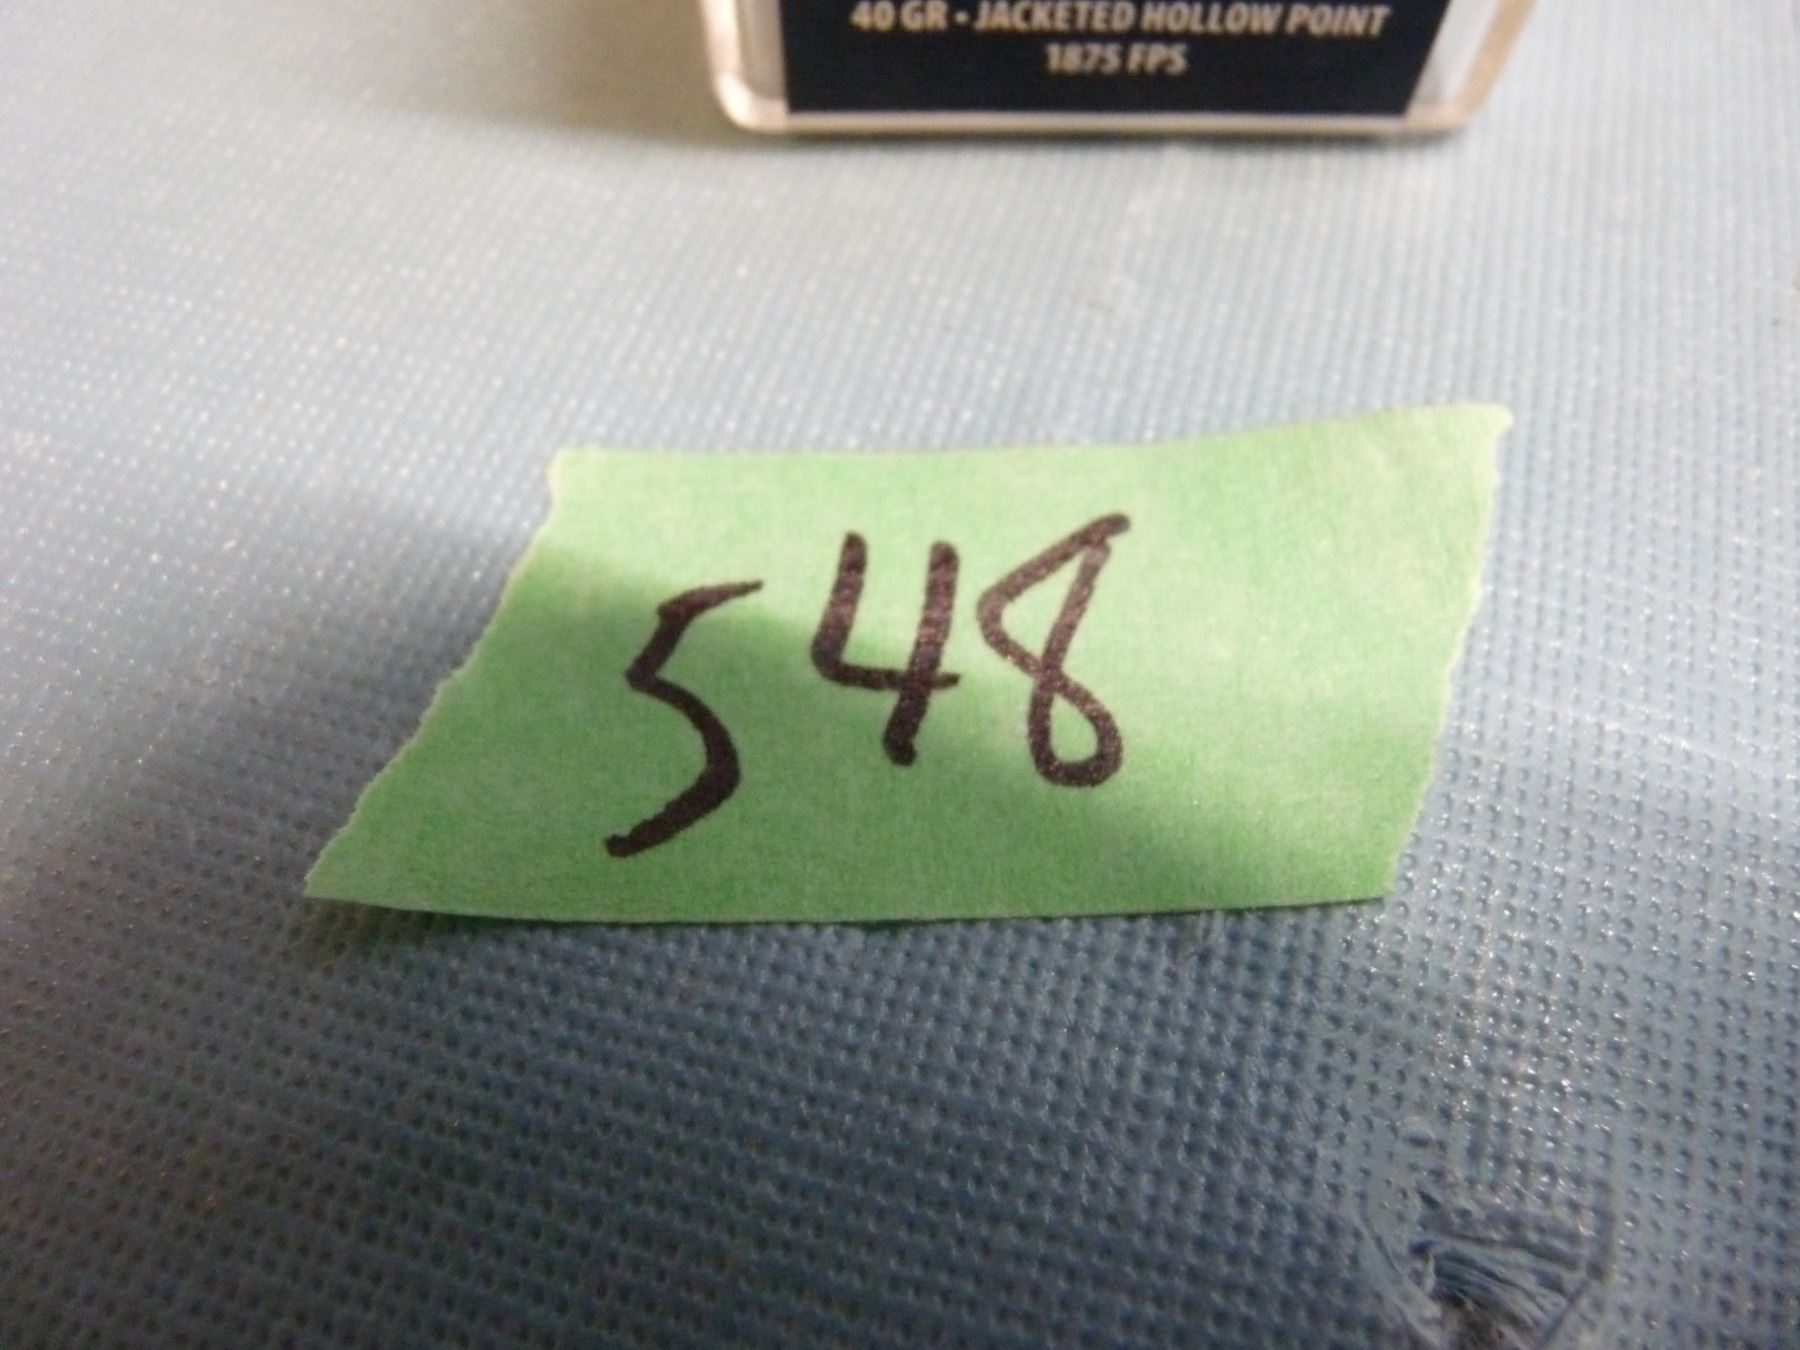 40 GR • JACKETED HOLLOW POINT
1875 FPS
548